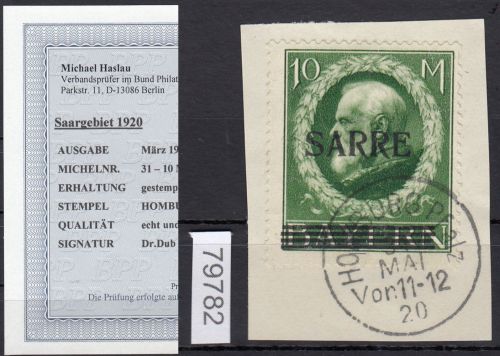 Michael Haslau
Verbandsprüfer im Bund Philat
Parkstr. 11, D-13086 Berlin
Saargebiet 1920
AUSGABE März 19
MICHELNR. 31 – 10 M
ERHALTUNG gestemp
STEMPEL HOMBU
QUALITÄT echt und
SIGNATUR Dr.Dub
Die Prüfung erfolgte auf
79782
10 M
SARRE
BAYERN
MAI
Vor.11-12
20